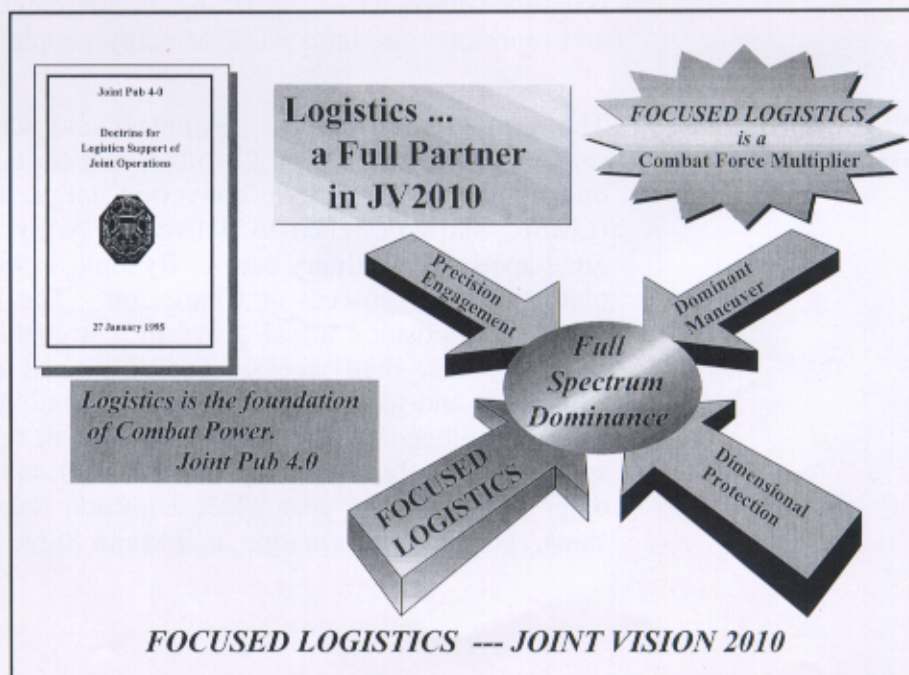 Joint Pub 4-0
Doctrine for
Logistics Support of
Joint Operations
27 January 1995
Logistics ...
a Full Partner
in JV2010
FOCUSED LOGISTICS
is a
Combat Force Multiplier
Logistics is the foundation
of Combat Power.
Joint Pub 4.0
Precision
Engagement
Dominant
Maneuver
Full
Spectrum
Dominance
FOCUSED
LOGISTICS
Dimensional
Protection
FOCUSED LOGISTICS --- JOINT VISION 2010